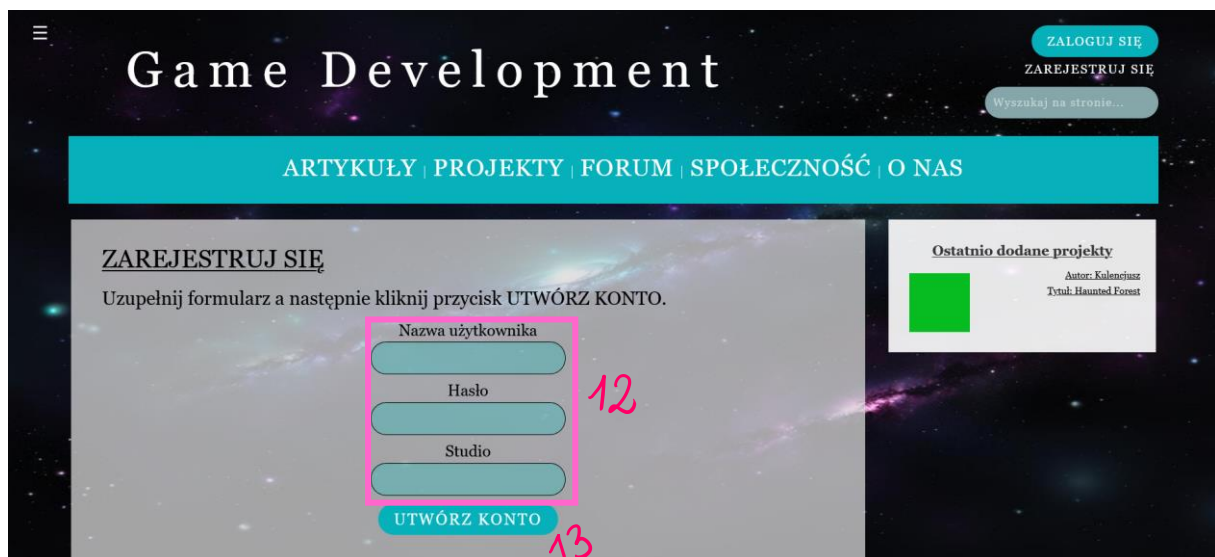 ☰
Game Development
ZALOGUJ SIĘ
ZAREJESTRUJ SIĘ
Wyszukaj na stronie...
ARTYKUŁY | PROJEKTY | FORUM | SPOŁECZNOŚĆ | O NAS
ZAREJESTRUJ SIĘ
Uzupełnij formularz a następnie kliknij przycisk UTWÓRZ KONTO.
Nazwa użytkownika
Hasło
12
Studio
UTWÓRZ KONTO
13
Ostatnio dodane projekty
Autor: Kulencjusz
Tytuł: Haunted Forest